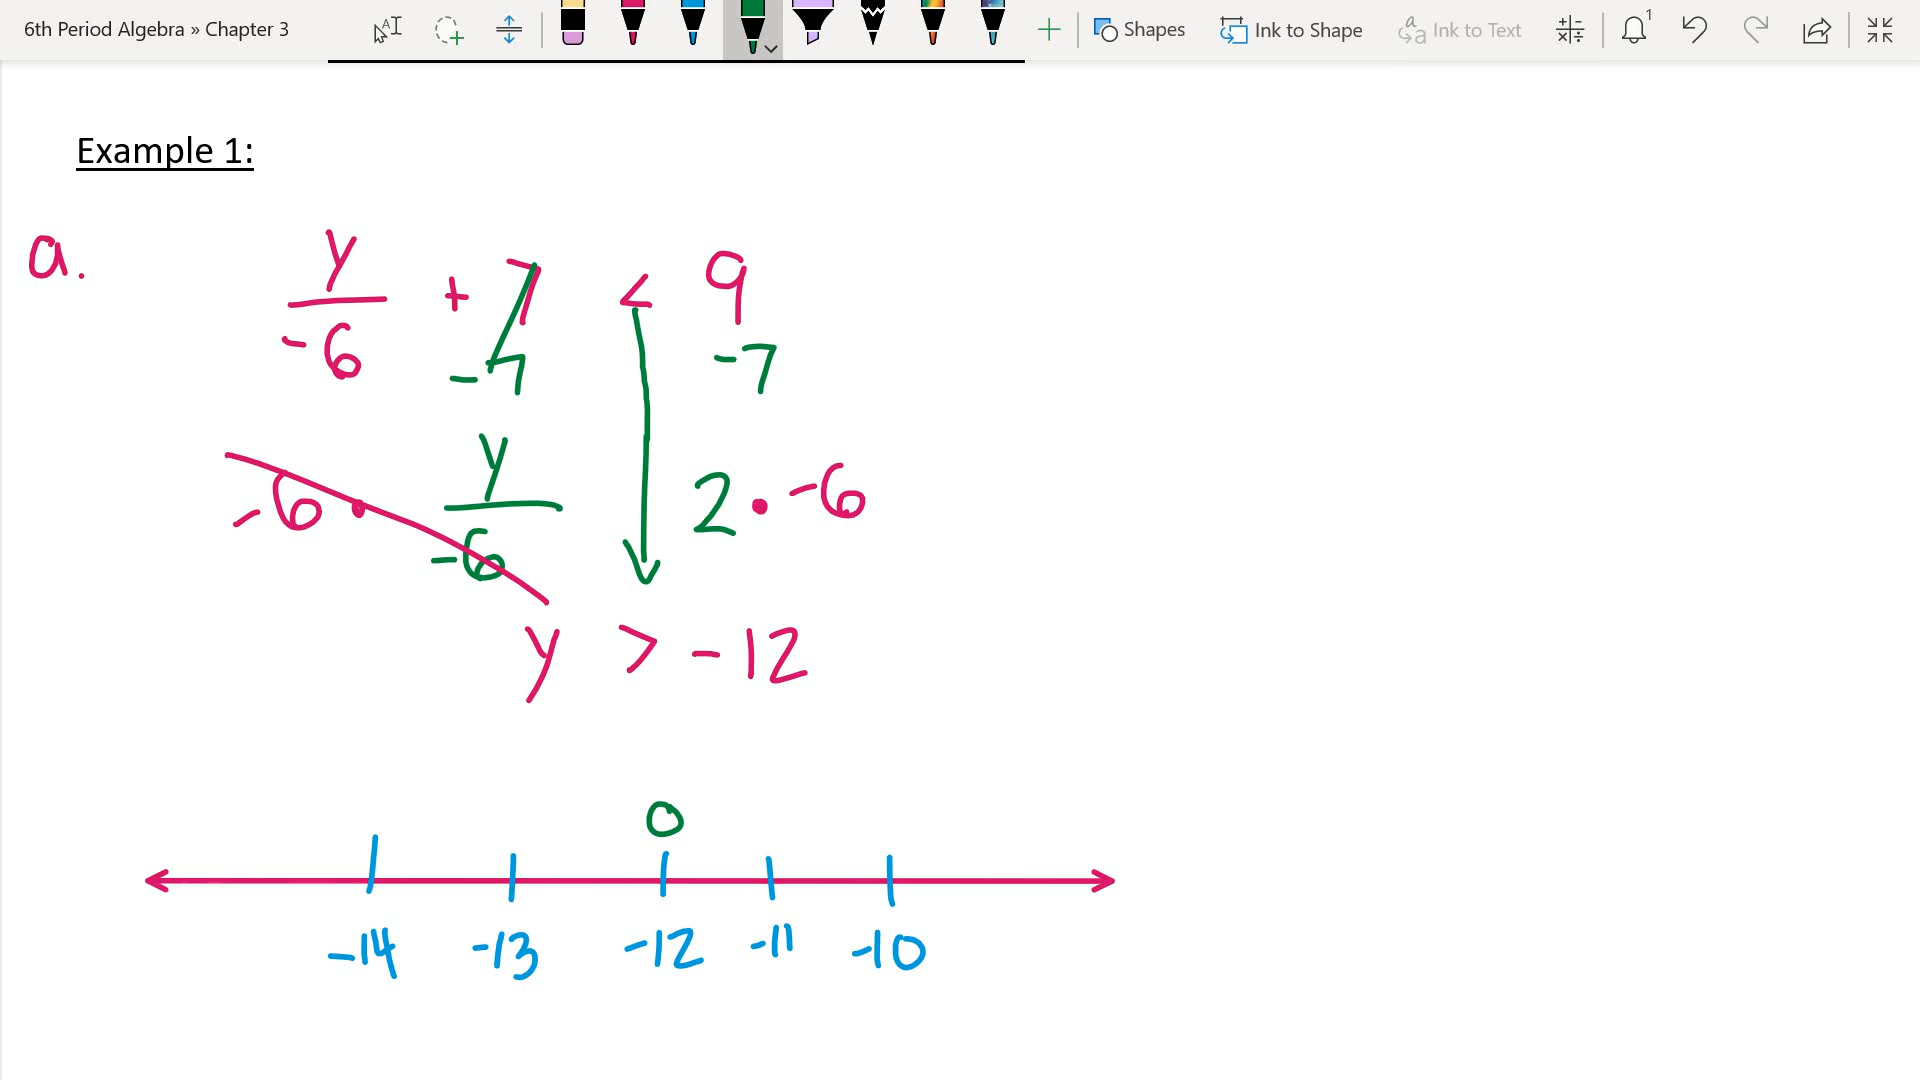 6th Period Algebra » Chapter 3
Shapes Ink to Shape Ink to Text 1
Example 1:
a. y/-6 + 7 < 9
-7 -7
-6 · y/-6 2 · -6
y > -12
-14 -13 -12 -11 -10